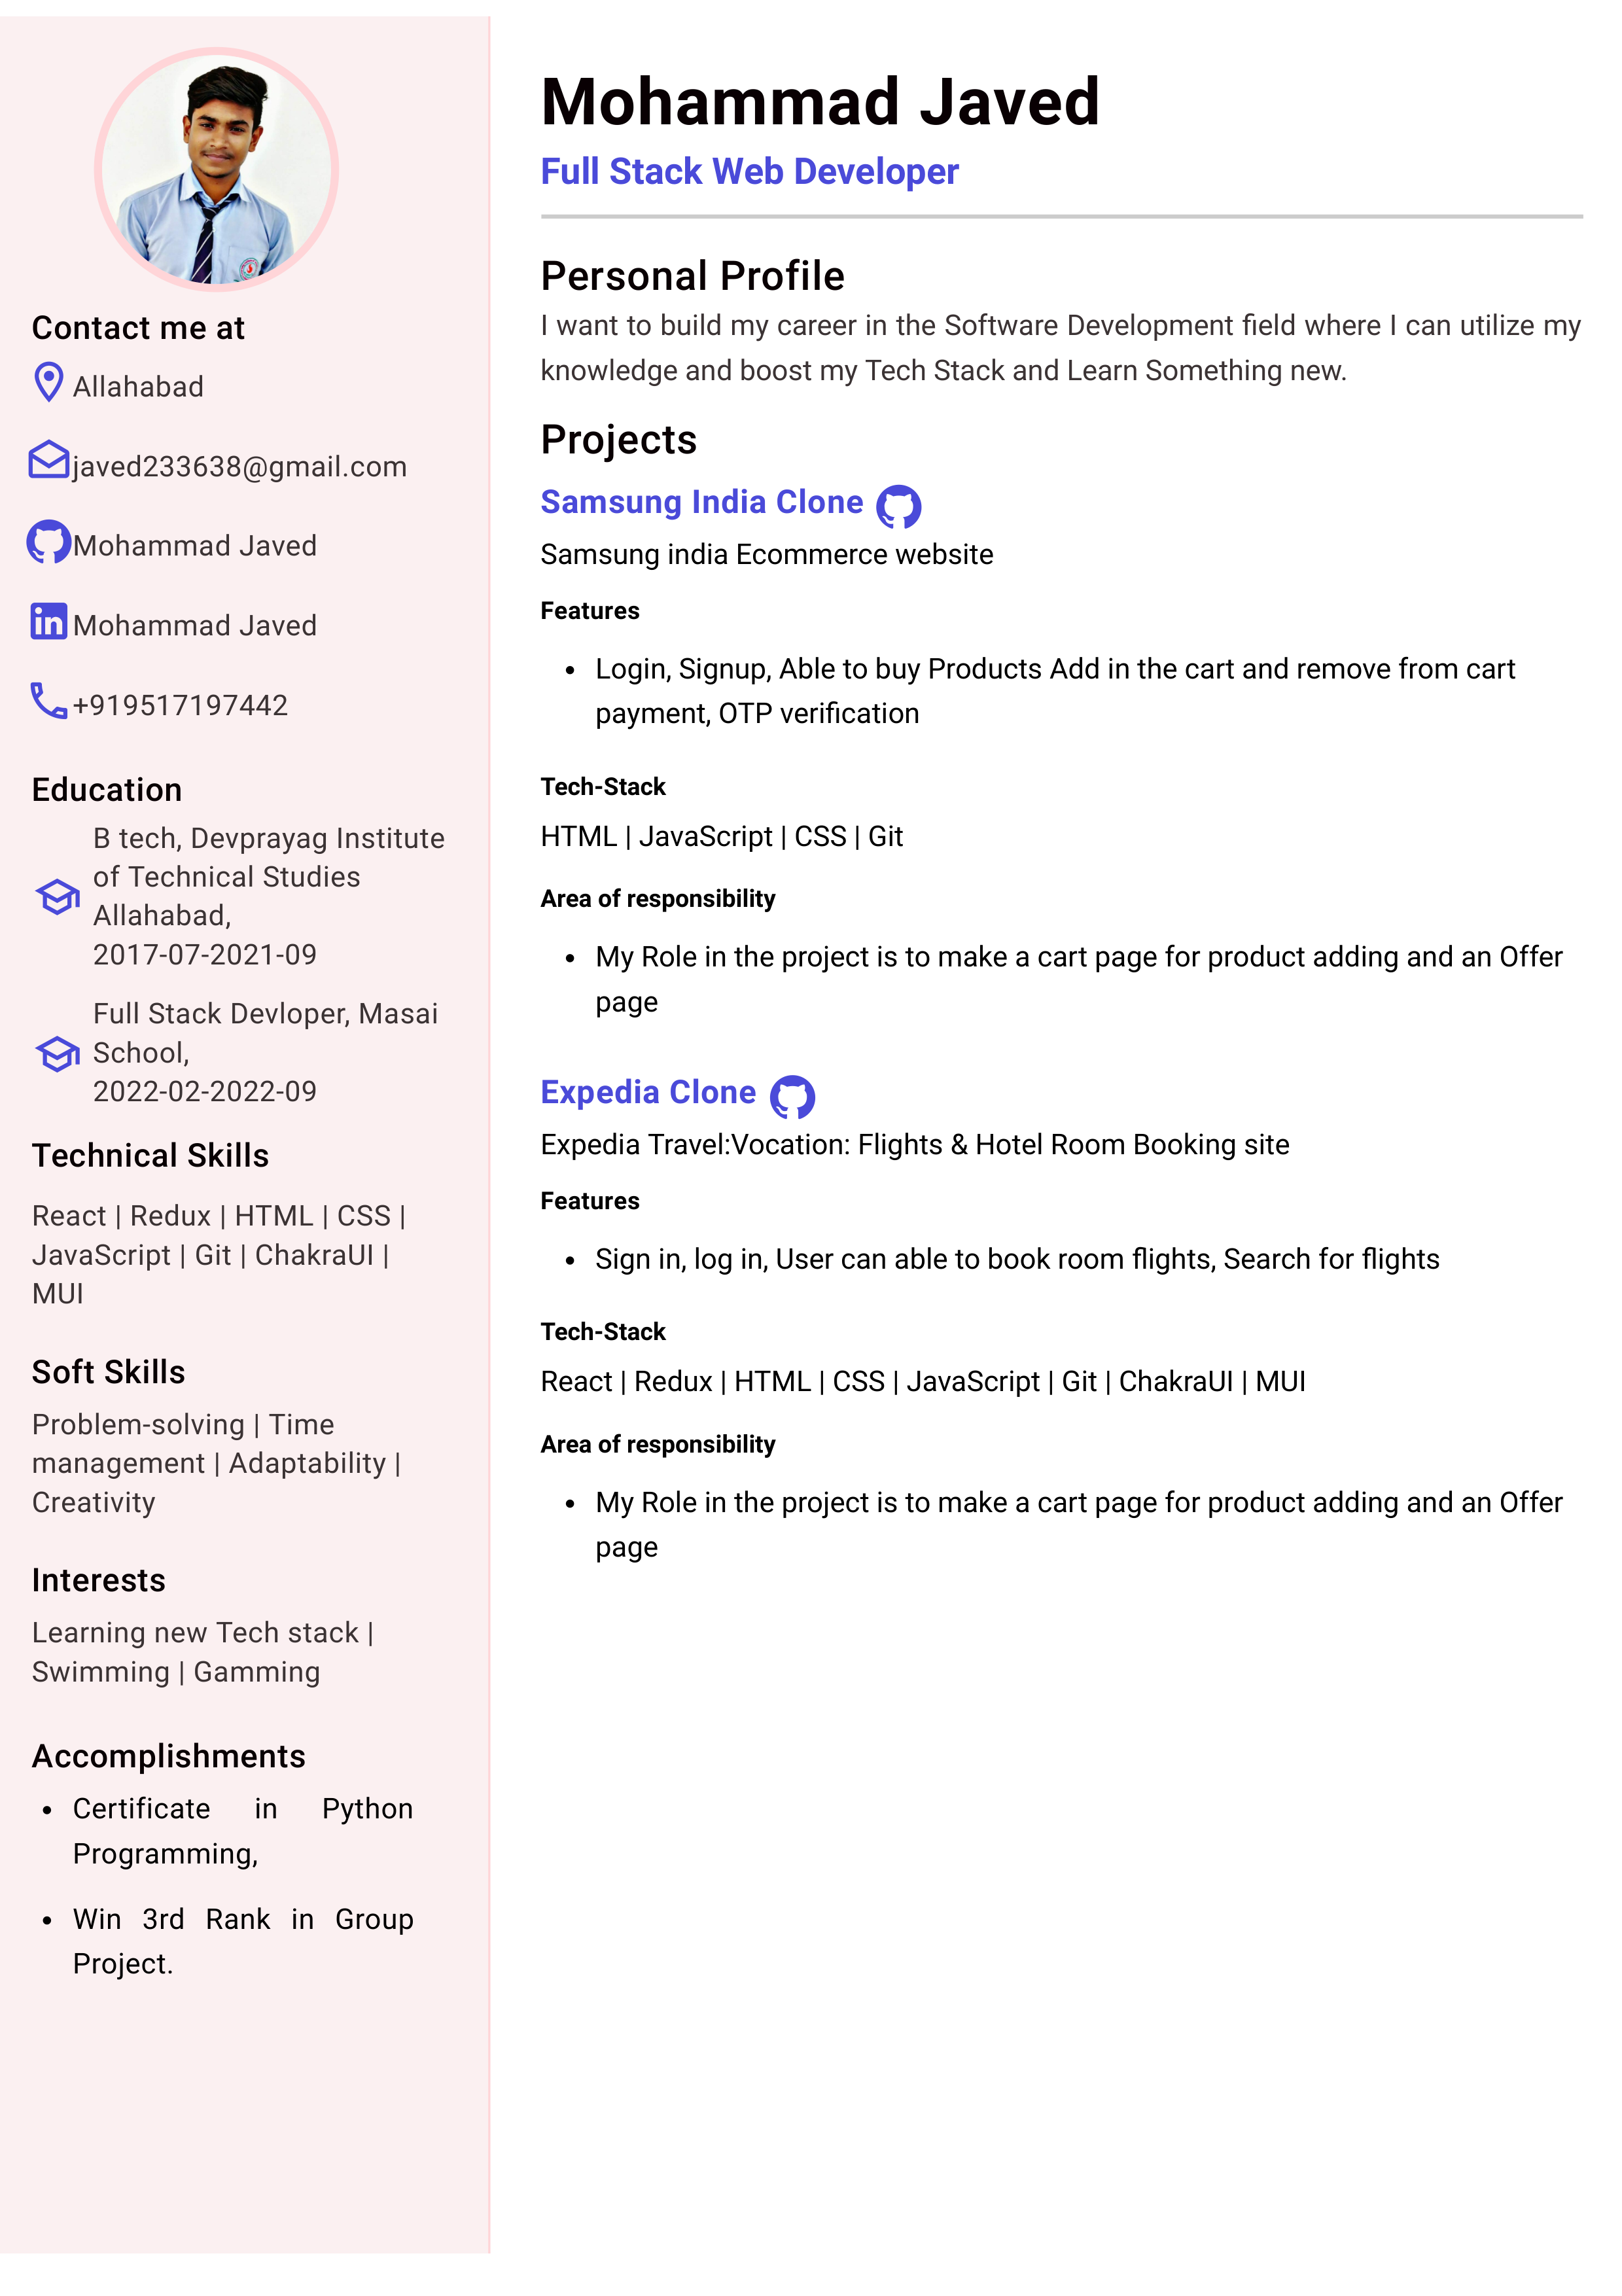 Contact me at
Allahabad
javed233638@gmail.com
Mohammad Javed
Mohammad Javed
+919517197442
Education
B tech, Devprayag Institute
of Technical Studies
Allahabad,
2017-07-2021-09
Full Stack Devloper, Masai
School,
2022-02-2022-09
Technical Skills
React | Redux | HTML | CSS |
JavaScript | Git | ChakraUI |
MUI
Soft Skills
Problem-solving | Time
management | Adaptability |
Creativity
Interests
Learning new Tech stack |
Swimming | Gamming
Accomplishments
• Certificate in Python
Programming,
• Win 3rd Rank in Group
Project.
Mohammad Javed
Full Stack Web Developer
Personal Profile
I want to build my career in the Software Development field where I can utilize my
knowledge and boost my Tech Stack and Learn Something new.
Projects
Samsung India Clone
Samsung india Ecommerce website
Features
• Login, Signup, Able to buy Products Add in the cart and remove from cart
payment, OTP verification
Tech-Stack
HTML | JavaScript | CSS | Git
Area of responsibility
• My Role in the project is to make a cart page for product adding and an Offer
page
Expedia Clone
Expedia Travel:Vocation: Flights & Hotel Room Booking site
Features
• Sign in, log in, User can able to book room flights, Search for flights
Tech-Stack
React | Redux | HTML | CSS | JavaScript | Git | ChakraUI | MUI
Area of responsibility
• My Role in the project is to make a cart page for product adding and an Offer
page